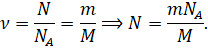 ν = N/N_A = m/M ⟹ N = mN_A/M.